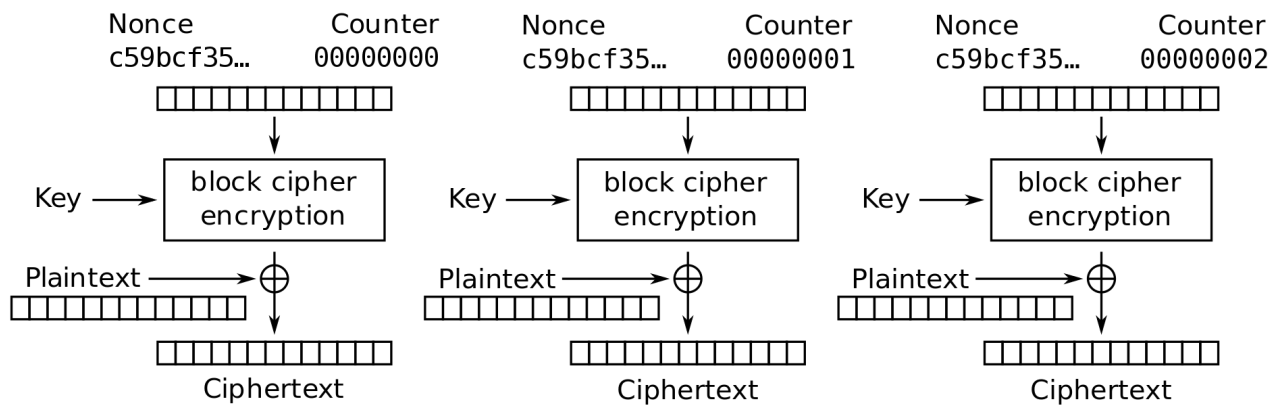 Nonce Counter Nonce Counter Nonce Counter
c59bcf35… 00000000 c59bcf35… 00000001 c59bcf35… 00000002
Key block cipher encryption Key block cipher encryption Key block cipher encryption
Plaintext Plaintext Plaintext
Ciphertext Ciphertext Ciphertext